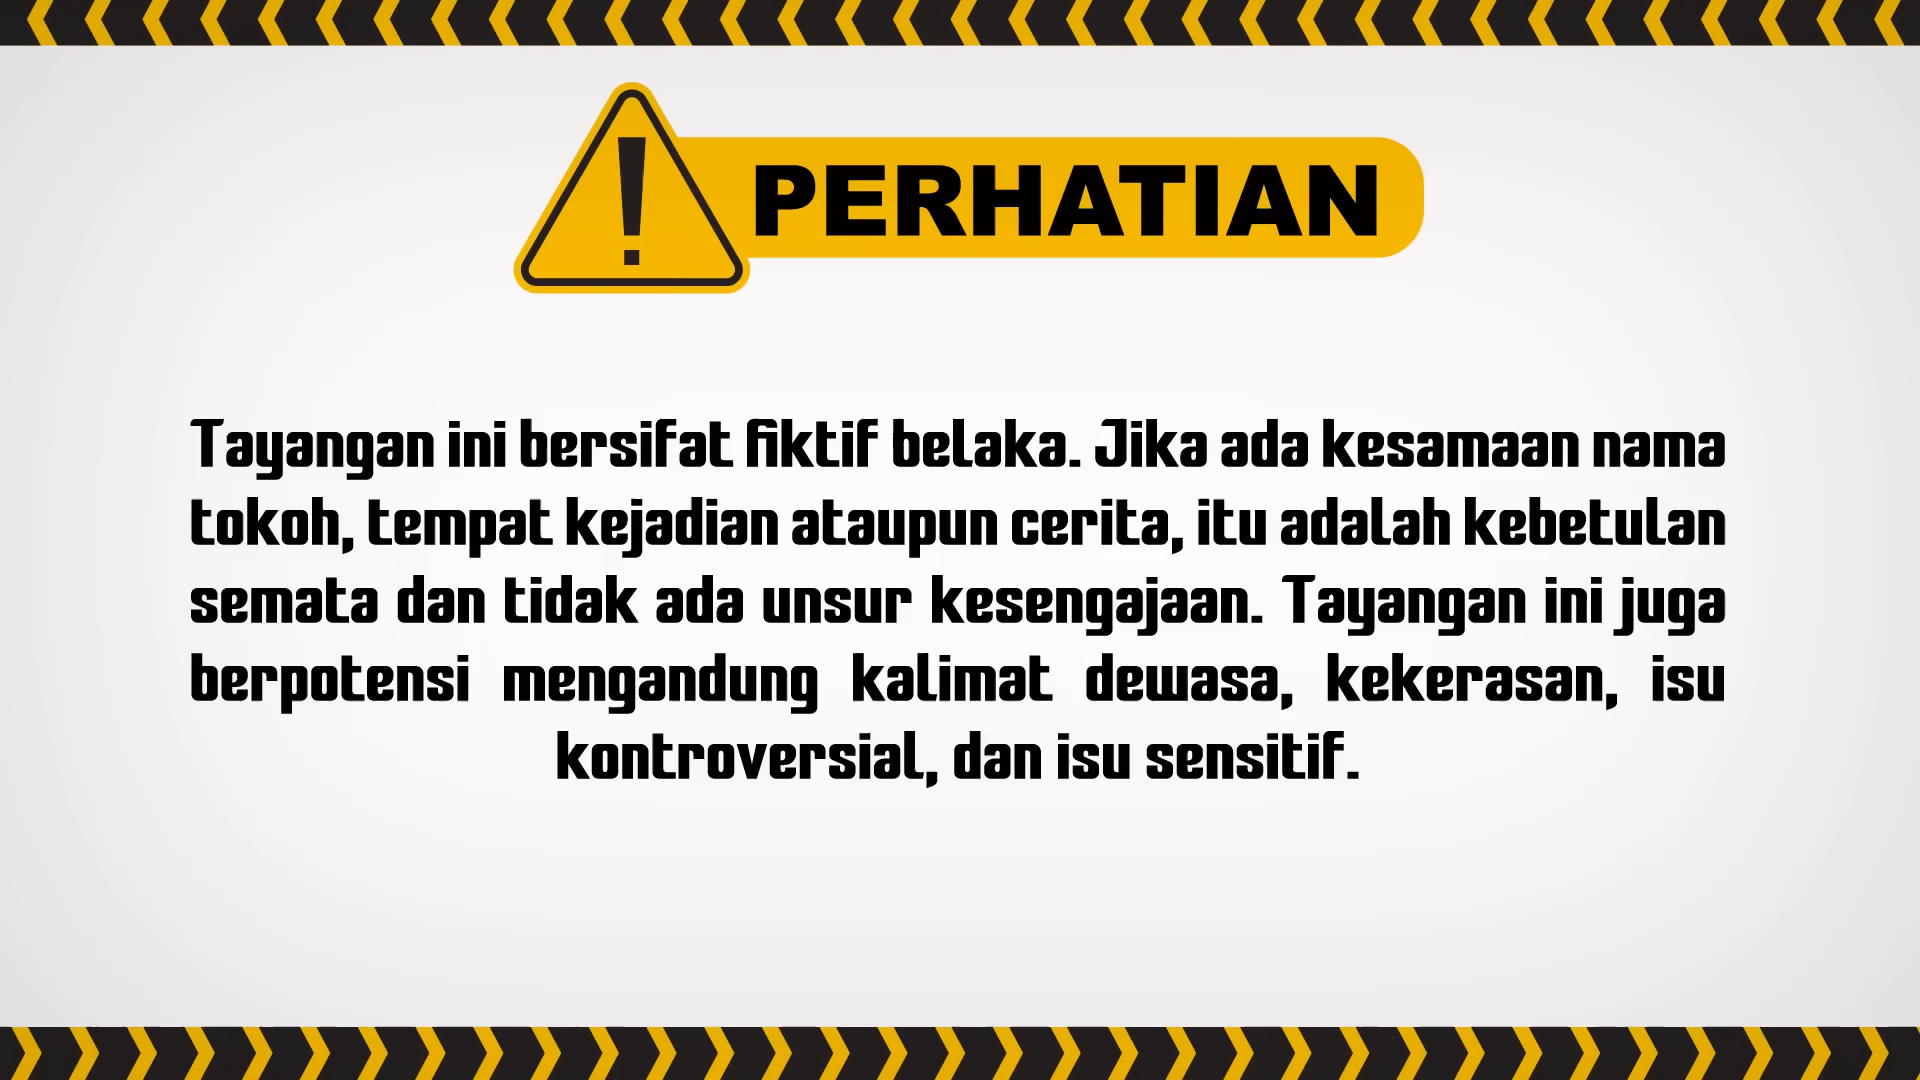 PERHATIAN
Tayangan ini bersifat fiktif belaka. Jika ada kesamaan nama
tokoh, tempat kejadian ataupun cerita, itu adalah kebetulan
semata dan tidak ada unsur kesengajaan. Tayangan ini juga
berpotensi mengandung kalimat dewasa, kekerasan, isu
kontroversial, dan isu sensitif.